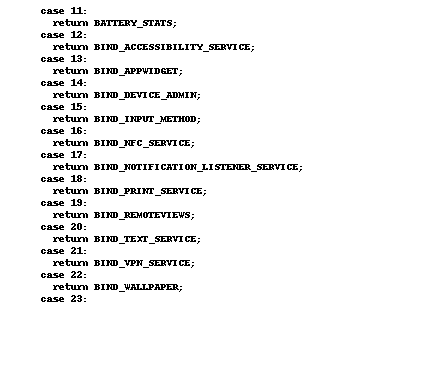 case 11:
return BATTERY_STATS;
case 12:
return BIND_ACCESSIBILITY_SERVICE;
case 13:
return BIND_APPWIDGET;
case 14:
return BIND_DEVICE_ADMIN;
case 15:
return BIND_INPUT_METHOD;
case 16:
return BIND_NFC_SERVICE;
case 17:
return BIND_NOTIFICATION_LISTENER_SERVICE;
case 18:
return BIND_PRINT_SERVICE;
case 19:
return BIND_REMOTEVIEWS;
case 20:
return BIND_TEXT_SERVICE;
case 21:
return BIND_VPN_SERVICE;
case 22:
return BIND_WALLPAPER;
case 23: